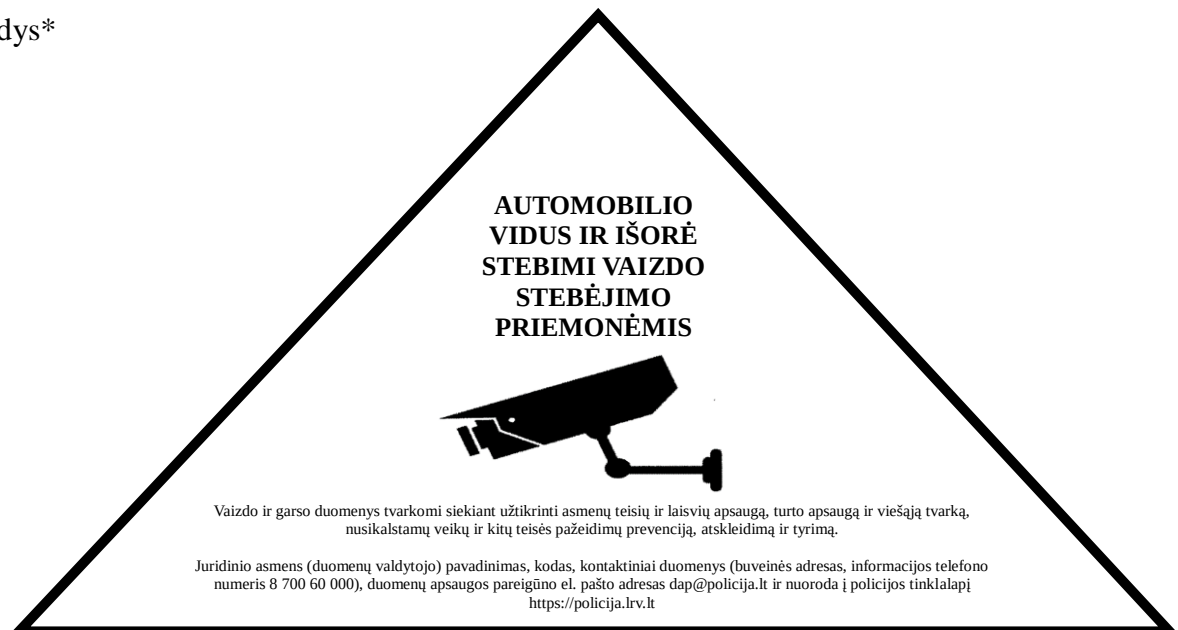 dys*
AUTOMOBILIO
VIDUS IR IŠORĖ
STEBIMI VAIZDO
STEBĖJIMO
PRIEMONĖMIS
Vaizdo ir garso duomenys tvarkomi siekiant užtikrinti asmenų teisių ir laisvių apsaugą, turto apsaugą ir viešąją tvarką,
nusikalstamų veikų ir kitų teisės pažeidimų prevenciją, atskleidimą ir tyrimą.
Juridinio asmens (duomenų valdytojo) pavadinimas, kodas, kontaktiniai duomenys (buveinės adresas, informacijos telefono
numeris 8 700 60 000), duomenų apsaugos pareigūno el. pašto adresas dap@policija.lt ir nuoroda į policijos tinklalapį
https://policija.lrv.lt